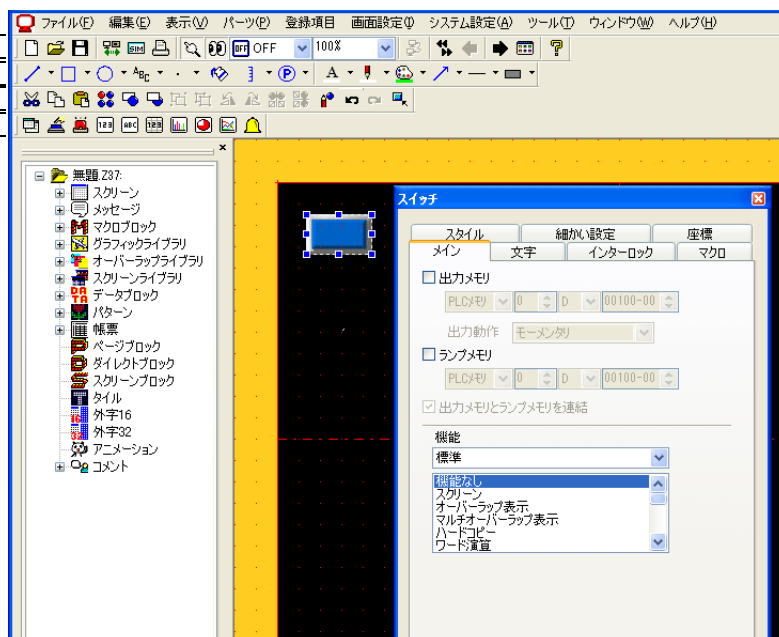 ファイル(F) 編集(E) 表示(V) パーツ(P) 登録項目 画面設定(I) システム設定(A) ツール(T) ウィンドウ(W) ヘルプ(H)
SIM OFF OFF 100%
ABC P A
123 ABC 123
無題.Z37:
スクリーン
メッセージ
マクロブロック
グラフィックライブラリ
オーバーラップライブラリ
スクリーンライブラリ
データブロック
パターン
帳票
ページブロック
ダイレクトブロック
スクリーンブロック
タイル
外字16
外字32
アニメーション
コメント
スイッチ
スタイル 細かい設定 座標
メイン 文字 インターロック マクロ
出力メモリ
PLCメモリ 0 D 00100-00
出力動作 モーメンタリ
ランプメモリ
PLCメモリ 0 D 00100-00
出力メモリとランプメモリを連結
機能
標準
機能なし
スクリーン
オーバーラップ表示
マルチオーバーラップ表示
ハードコピー
ワード演算